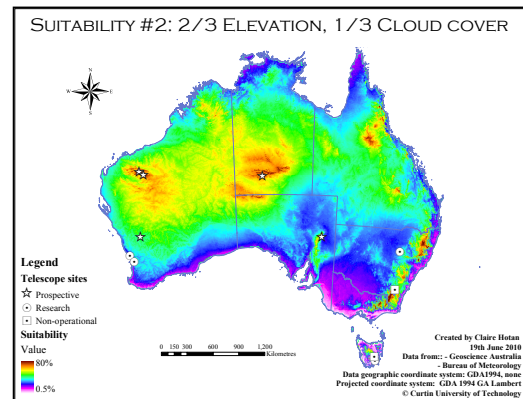 SUITABILITY #2: 2/3 ELEVATION, 1/3 CLOUD COVER
N
W
E
S
Legend
Telescope sites
Prospective
Research
Non-operational
Suitability
Value
80%
0.5%
0 150 300 600 900 1,200
Kilometres
Created by Claire Hotan
19th June 2010
Data from:: - Geoscience Australia
- Bureau of Meteorology
Data geographic coordinate system: GDA1994, none
Projected coordinate system: GDA 1994 GA Lambert
© Curtin University of Technology